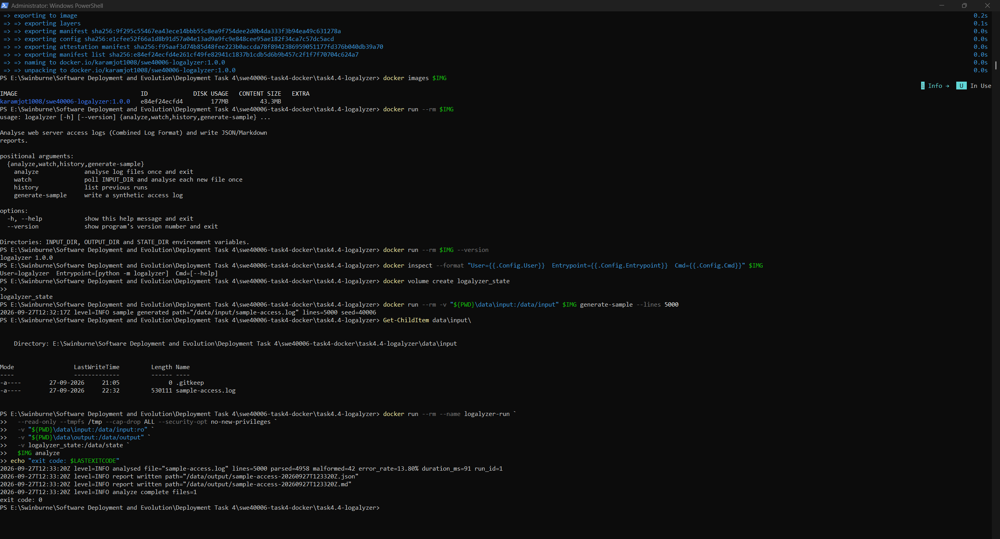 Administrator: Windows PowerShell
=> exporting to image 0.2s
=> => exporting layers 0.1s
=> => exporting manifest sha256:9f295c55467ea43ece14bbb55c8ea9f754dee2d0b4da333f3b94ea49c631278a 0.0s
=> => exporting config sha256:e1cfee52f66a1d8b91d57a04e13ad9a9fc9e848cee95ae182f34ca7c57dc5acd 0.0s
=> => exporting attestation manifest sha256:f95aaf3d74b85d48fee223b0accda78f8942386959051177fd376b040db39a70 0.0s
=> => exporting manifest list sha256:e84ef24ecfd4e261cf49fe82941c1837b1cdb5d6b9b457c2f1f7f70704c624a7 0.0s
=> => naming to docker.io/karamjot1008/swe40006-logalyzer:1.0.0 0.0s
=> => unpacking to docker.io/karamjot1008/swe40006-logalyzer:1.0.0 0.0s
PS E:\Swinburne\Software Deployment and Evolution\Deployment Task 4\swe40006-task4-docker\task4.4-logalyzer> docker images $IMG
i Info → U In Use
IMAGE ID DISK USAGE CONTENT SIZE EXTRA
karamjot1008/swe40006-logalyzer:1.0.0 e84ef24ecfd4 177MB 43.3MB
PS E:\Swinburne\Software Deployment and Evolution\Deployment Task 4\swe40006-task4-docker\task4.4-logalyzer> docker run --rm $IMG
usage: logalyzer [-h] [--version] {analyze,watch,history,generate-sample} ...
Analyse web server access logs (Combined Log Format) and write JSON/Markdown
reports.
positional arguments:
{analyze,watch,history,generate-sample}
analyze analyse log files once and exit
watch poll INPUT_DIR and analyse each new file once
history list previous runs
generate-sample write a synthetic access log
options:
-h, --help show this help message and exit
--version show program's version number and exit
Directories: INPUT_DIR, OUTPUT_DIR and STATE_DIR environment variables.
PS E:\Swinburne\Software Deployment and Evolution\Deployment Task 4\swe40006-task4-docker\task4.4-logalyzer> docker run --rm $IMG --version
logalyzer 1.0.0
PS E:\Swinburne\Software Deployment and Evolution\Deployment Task 4\swe40006-task4-docker\task4.4-logalyzer> docker inspect --format "User={{.Config.User}}  Entrypoint={{.Config.Entrypoint}}  Cmd={{.Config.Cmd}}" $IMG
User=logalyzer  Entrypoint=[python -m logalyzer]  Cmd=[--help]
PS E:\Swinburne\Software Deployment and Evolution\Deployment Task 4\swe40006-task4-docker\task4.4-logalyzer> docker volume create logalyzer_state
>>
logalyzer_state
PS E:\Swinburne\Software Deployment and Evolution\Deployment Task 4\swe40006-task4-docker\task4.4-logalyzer> docker run --rm -v "${PWD}\data\input:/data/input" $IMG generate-sample --lines 5000
2026-09-27T12:32:17Z level=INFO sample generated path="/data/input/sample-access.log" lines=5000 seed=40006
PS E:\Swinburne\Software Deployment and Evolution\Deployment Task 4\swe40006-task4-docker\task4.4-logalyzer> Get-ChildItem data\input\
Directory: E:\Swinburne\Software Deployment and Evolution\Deployment Task 4\swe40006-task4-docker\task4.4-logalyzer\data\input
Mode LastWriteTime Length Name
---- ------------- ------ ----
-a---- 27-09-2026 21:05 0 .gitkeep
-a---- 27-09-2026 22:32 530111 sample-access.log
PS E:\Swinburne\Software Deployment and Evolution\Deployment Task 4\swe40006-task4-docker\task4.4-logalyzer> docker run --rm --name logalyzer-run `
>> --read-only --tmpfs /tmp --cap-drop ALL --security-opt no-new-privileges `
>> -v "${PWD}\data\input:/data/input:ro" `
>> -v "${PWD}\data\output:/data/output" `
>> -v logalyzer_state:/data/state `
>> $IMG analyze
>> echo "exit code: $LASTEXITCODE"
2026-09-27T12:33:20Z level=INFO analysed file="sample-access.log" lines=5000 parsed=4958 malformed=42 error_rate=13.80% duration_ms=91 run_id=1
2026-09-27T12:33:20Z level=INFO report written path="/data/output/sample-access-20260927T123320Z.json"
2026-09-27T12:33:20Z level=INFO report written path="/data/output/sample-access-20260927T123320Z.md"
2026-09-27T12:33:20Z level=INFO analyze complete files=1
exit code: 0
PS E:\Swinburne\Software Deployment and Evolution\Deployment Task 4\swe40006-task4-docker\task4.4-logalyzer>